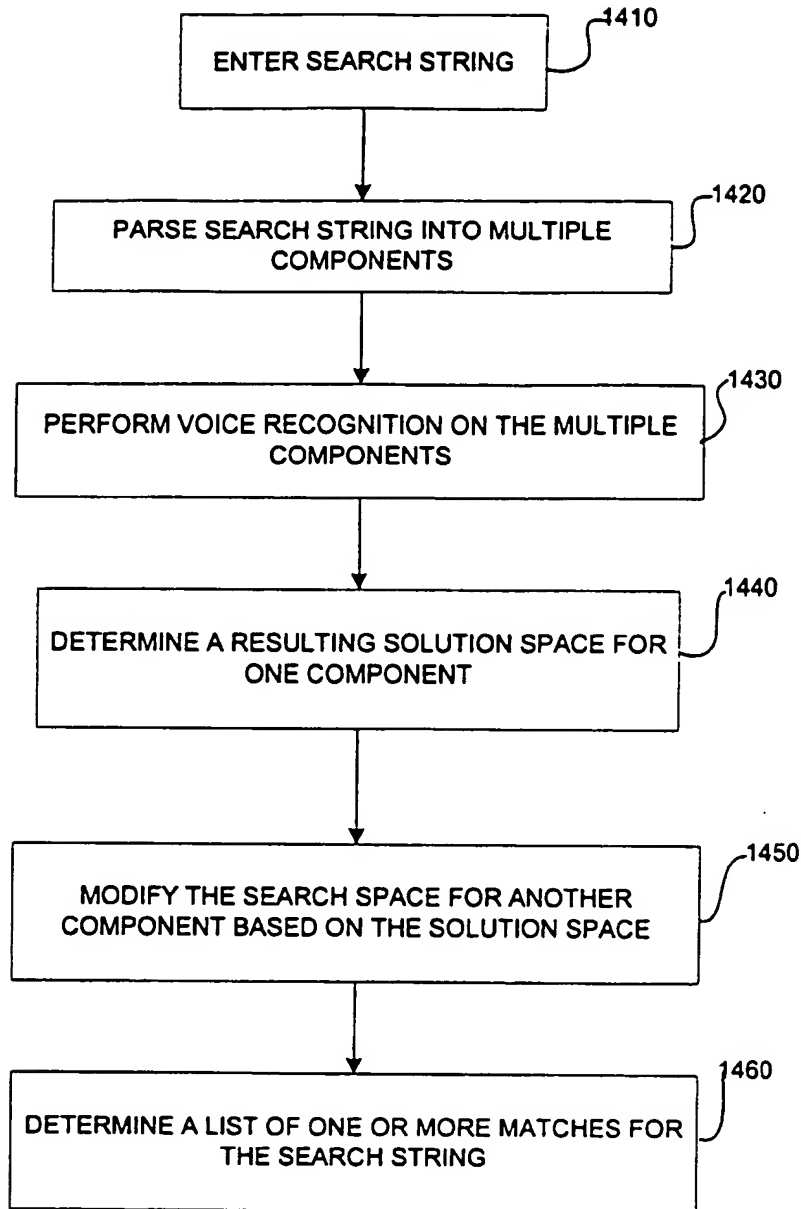 1410
ENTER SEARCH STRING
1420
PARSE SEARCH STRING INTO MULTIPLE
COMPONENTS
1430
PERFORM VOICE RECOGNITION ON THE MULTIPLE
COMPONENTS
1440
DETERMINE A RESULTING SOLUTION SPACE FOR
ONE COMPONENT
1450
MODIFY THE SEARCH SPACE FOR ANOTHER
COMPONENT BASED ON THE SOLUTION SPACE
1460
DETERMINE A LIST OF ONE OR MORE MATCHES FOR
THE SEARCH STRING